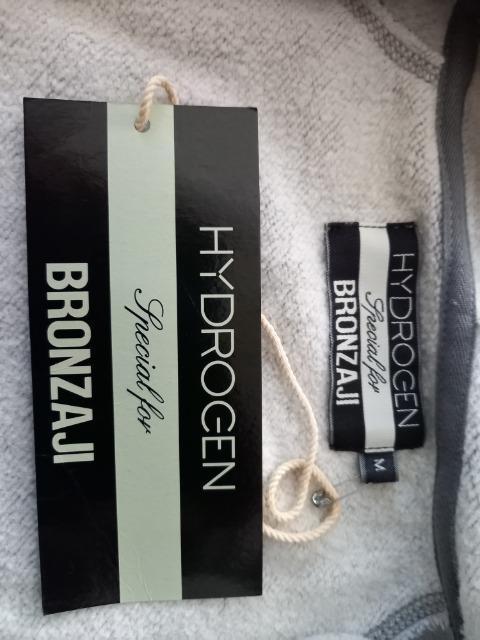 HYDROGEN
Special for
BRONZAJI
HYDROGEN
Special for
BRONZAJI
M